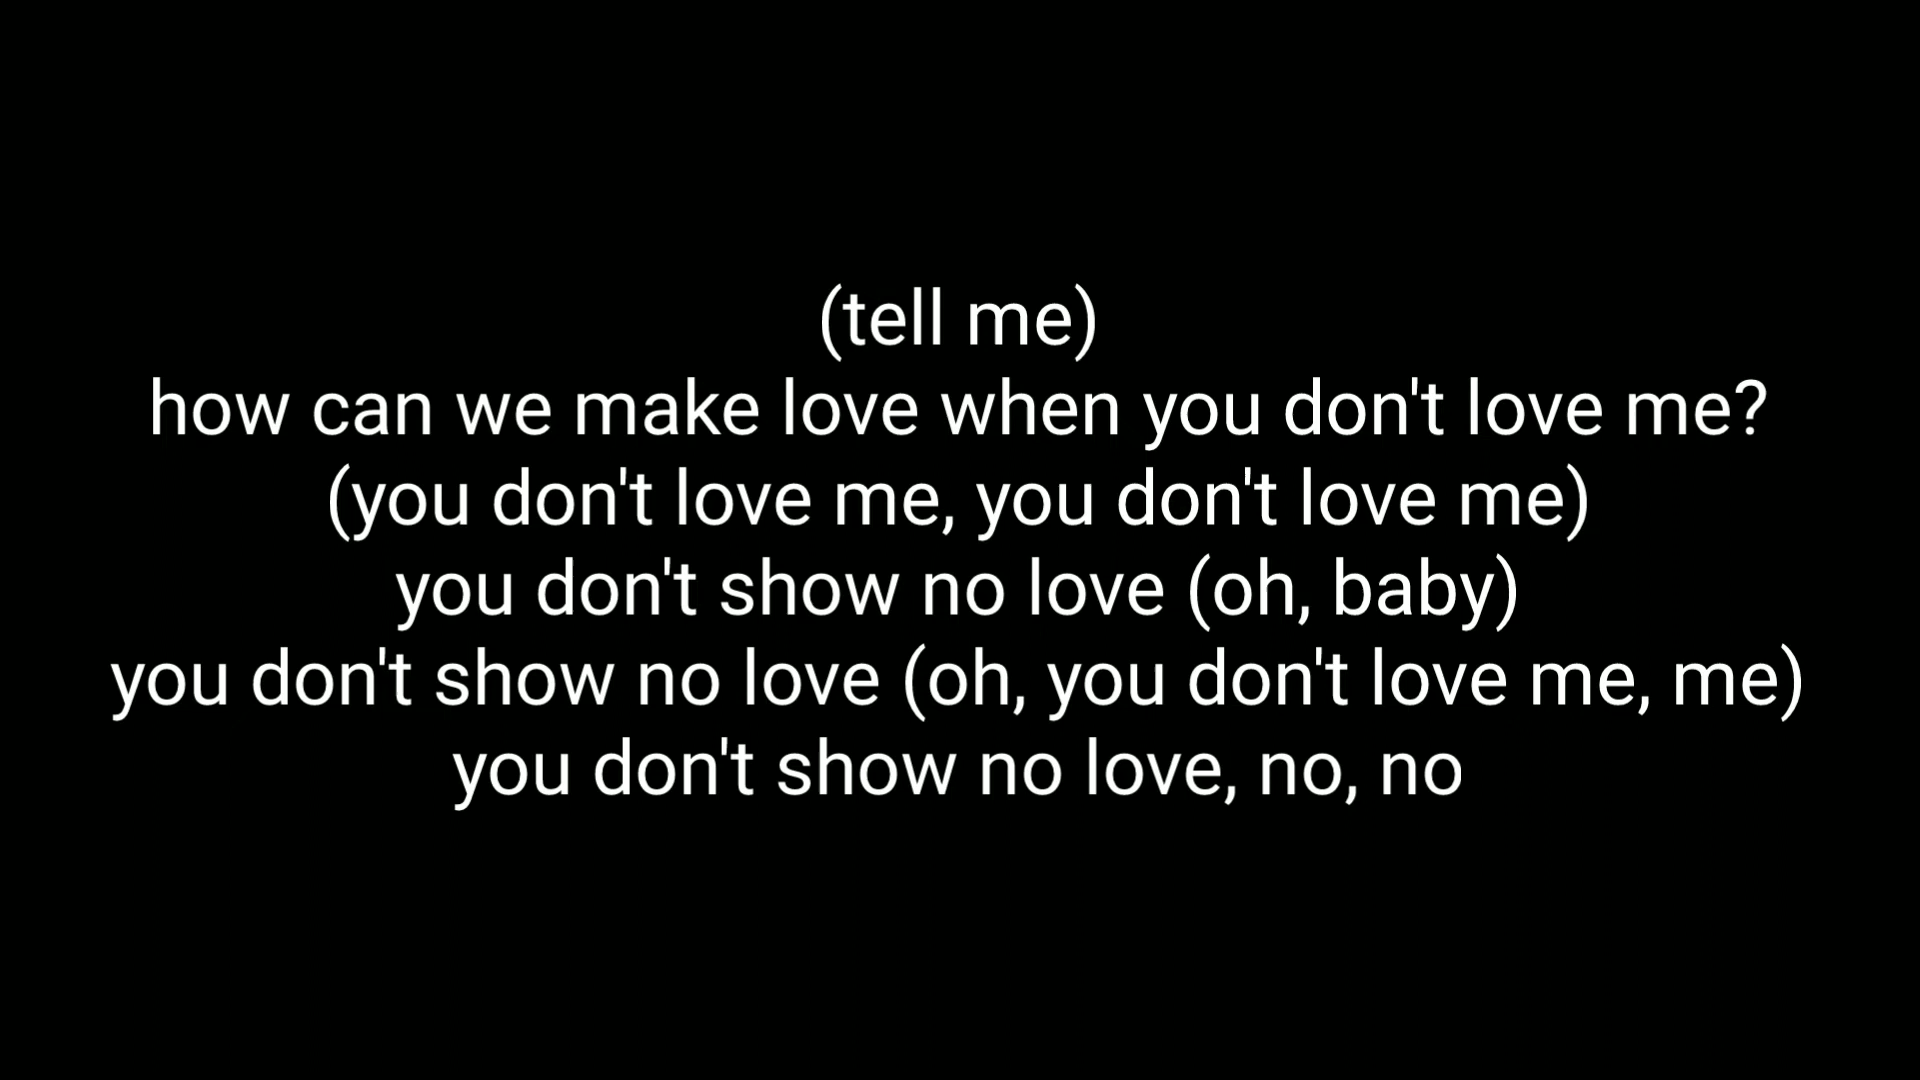 (tell me)
how can we make love when you don't love me?
(you don't love me, you don't love me)
you don't show no love (oh, baby)
you don't show no love (oh, you don't love me, me)
you don't show no love, no, no